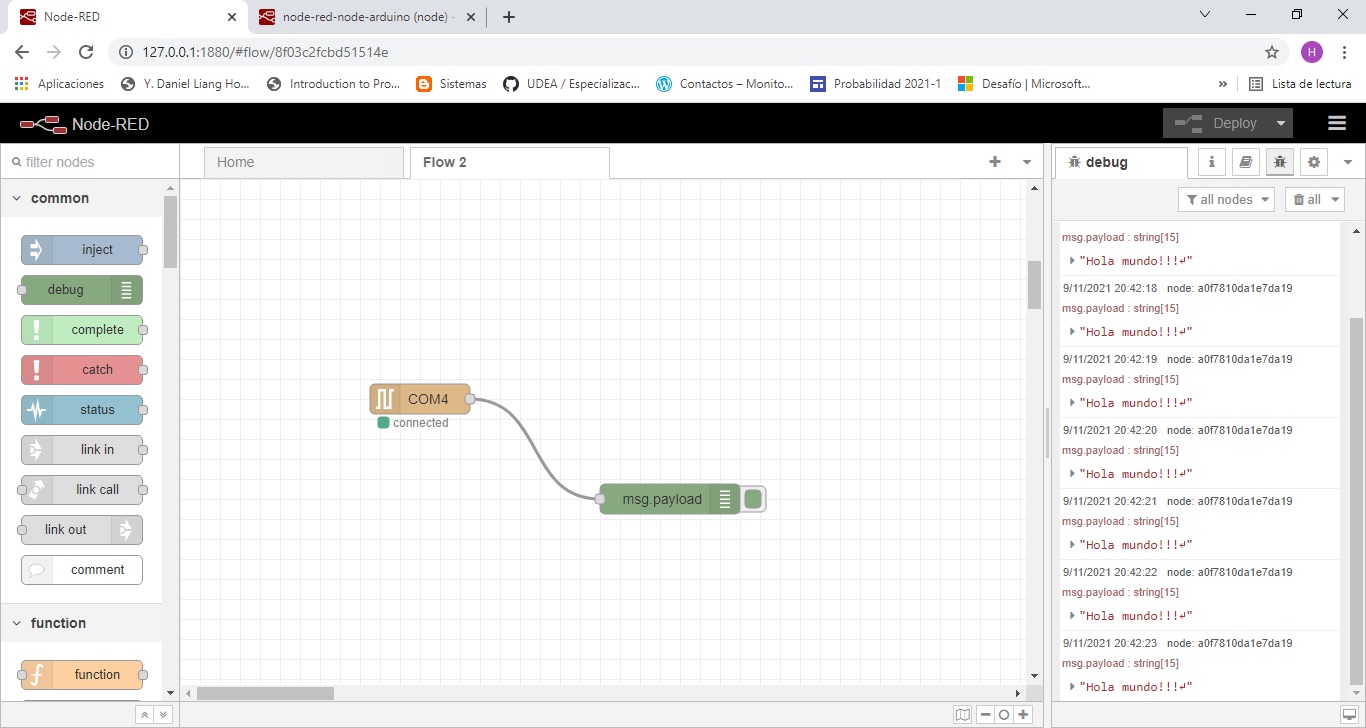 Node-RED
node-red-node-arduino (node) -
127.0.0.1:1880/#flow/8f03c2fcbd51514e
H
Aplicaciones
Y. Daniel Liang Ho...
Introduction to Pro...
Sistemas
UDEA / Especializac...
Contactos – Monito...
Probabilidad 2021-1
Desafío | Microsoft...
»
Lista de lectura
Node-RED
Deploy
filter nodes
Home
Flow 2
debug
all nodes
all
common
inject
debug
complete
catch
status
link in
link call
link out
comment
function
function
COM4
connected
msg.payload
msg.payload : string[15]
"Hola mundo!!!↵"
9/11/2021 20:42:18 node: a0f7810da1e7da19
msg.payload : string[15]
"Hola mundo!!!↵"
9/11/2021 20:42:19 node: a0f7810da1e7da19
msg.payload : string[15]
"Hola mundo!!!↵"
9/11/2021 20:42:20 node: a0f7810da1e7da19
msg.payload : string[15]
"Hola mundo!!!↵"
9/11/2021 20:42:21 node: a0f7810da1e7da19
msg.payload : string[15]
"Hola mundo!!!↵"
9/11/2021 20:42:22 node: a0f7810da1e7da19
msg.payload : string[15]
"Hola mundo!!!↵"
9/11/2021 20:42:23 node: a0f7810da1e7da19
msg.payload : string[15]
"Hola mundo!!!↵"